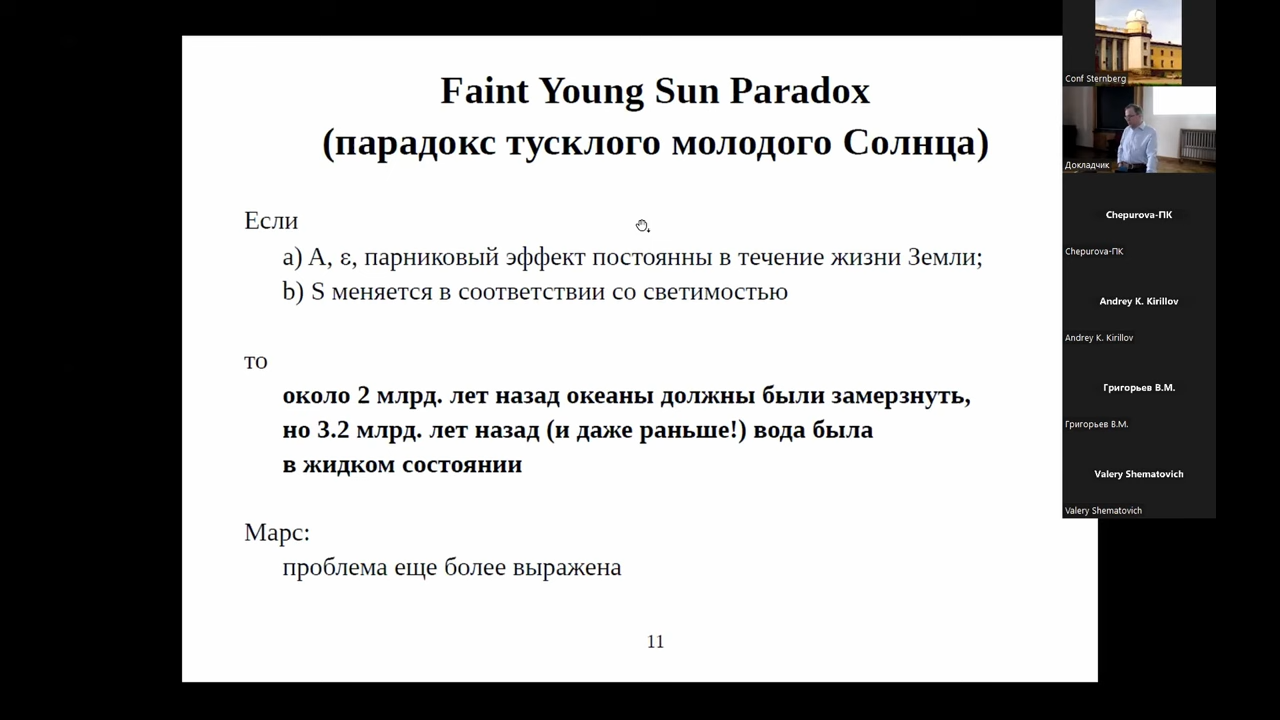 Faint Young Sun Paradox
(парадокс тусклого молодого Солнца)
Если
a) A, ε, парниковый эффект постоянны в течение жизни Земли;
b) S меняется в соответствии со светимостью
то
около 2 млрд. лет назад океаны должны были замерзнуть,
но 3.2 млрд. лет назад (и даже раньше!) вода была
в жидком состоянии
Марс:
проблема еще более выражена
11
Conf Sternberg
Докладчик
Chepurova-ПК
Chepurova-ПК
Andrey K. Kirillov
Andrey K. Kirillov
Григорьев В.М.
Григорьев В.М.
Valery Shematovich
Valery Shematovich